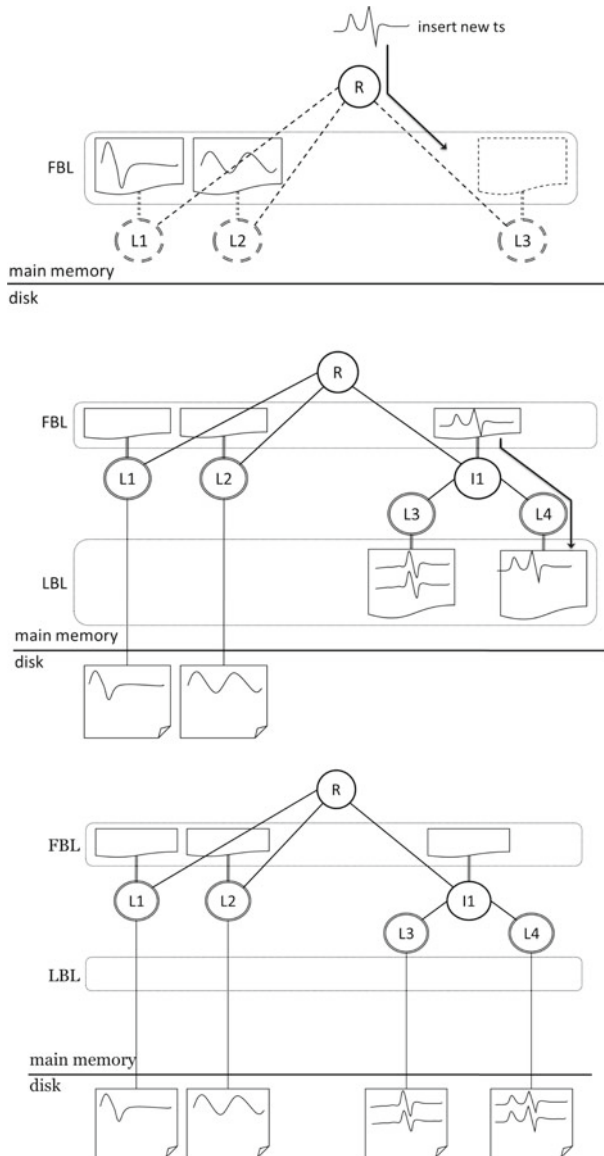 insert new ts
R
FBL
L1 L2 L3
main memory
disk
R
FBL
L1 L2 I1
L3 L4
LBL
main memory
disk
R
FBL
L1 L2 I1
L3 L4
LBL
main memory
disk